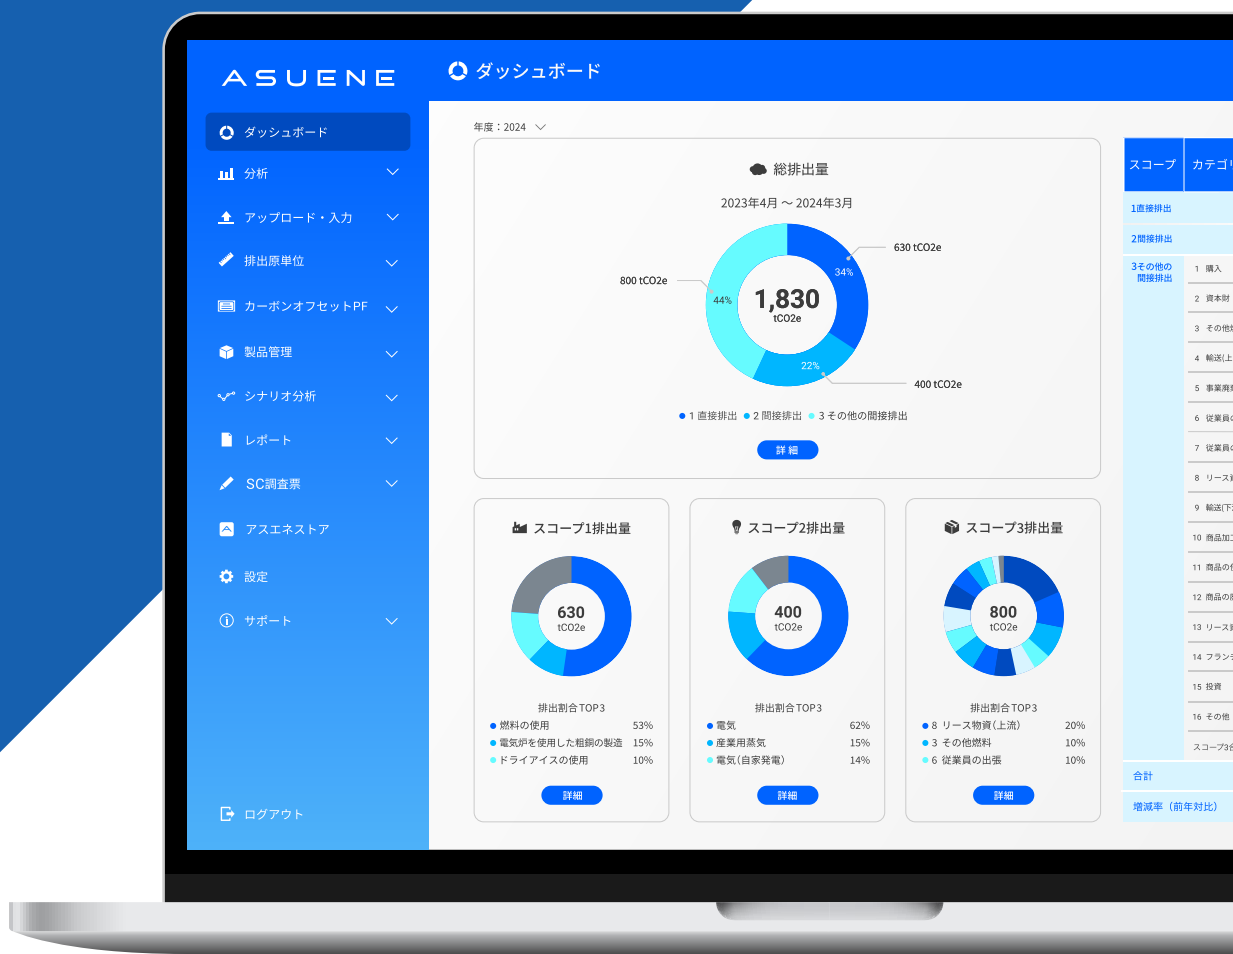 ASUENE
ダッシュボード
ダッシュボード
分析
アップロード・入力
排出原単位
カーボンオフセットPF
製品管理
シナリオ分析
レポート
SC調査票
アスエネストア
設定
サポート
ログアウト
年度：2024
総排出量
2023年4月 ～ 2024年3月
630 tCO2e
34%
800 tCO2e
44%
1,830
tCO2e
22%
400 tCO2e
1 直接排出 2 間接排出 3 その他の間接排出
詳 細
スコープ1排出量
630
tCO2e
排出割合TOP3
燃料の使用 53%
電気炉を使用した粗鋼の製造 15%
ドライアイスの使用 10%
詳細
スコープ2排出量
400
tCO2e
排出割合TOP3
電気 62%
産業用蒸気 15%
電気（自家発電） 14%
詳細
スコープ3排出量
800
tCO2e
排出割合TOP3
8 リース物資（上流） 20%
3 その他燃料 10%
6 従業員の出張 10%
詳細
スコープ カテゴリ
1直接排出
2間接排出
3その他の
間接排出
1 購入
2 資本財
3 その他
4 輸送(上
5 事業廃
6 従業員の
7 従業員の
8 リース
9 輸送(下
10 商品加工
11 商品の
12 商品の
13 リース
14 フラン
15 投資
16 その他
スコープ3合
合計
増減率（前年対比）